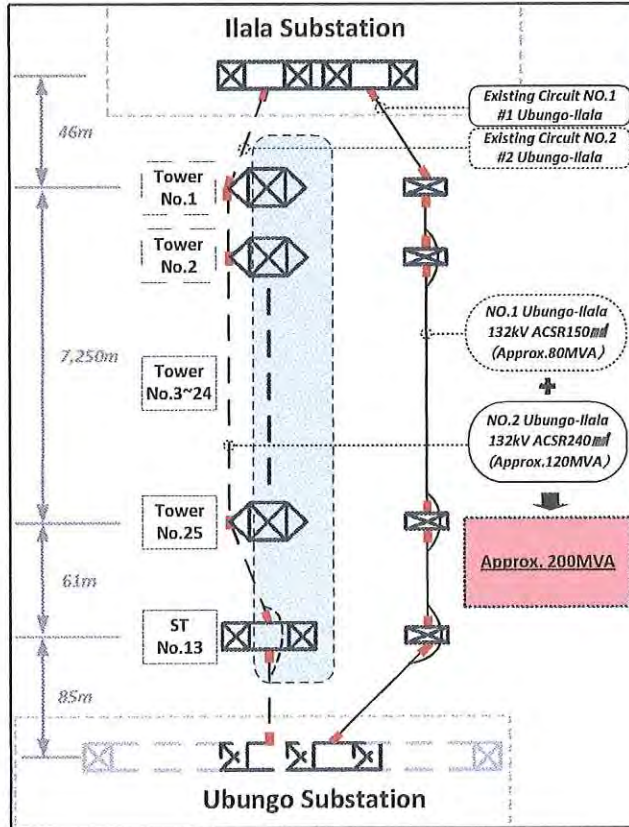 Ilala Substation
46m
Existing Circuit NO.1
#1 Ubungo-Ilala
Existing Circuit NO.2
#2 Ubungo-Ilala
Tower
No.1
Tower
No.2
7,250m
NO.1 Ubungo-Ilala
132kV ACSR150㎟
(Approx.80MVA)
+
Tower
No.3~24
NO.2 Ubungo-Ilala
132kV ACSR240㎟
(Approx.120MVA)
Tower
No.25
Approx. 200MVA
61m
ST
No.13
85m
Ubungo Substation